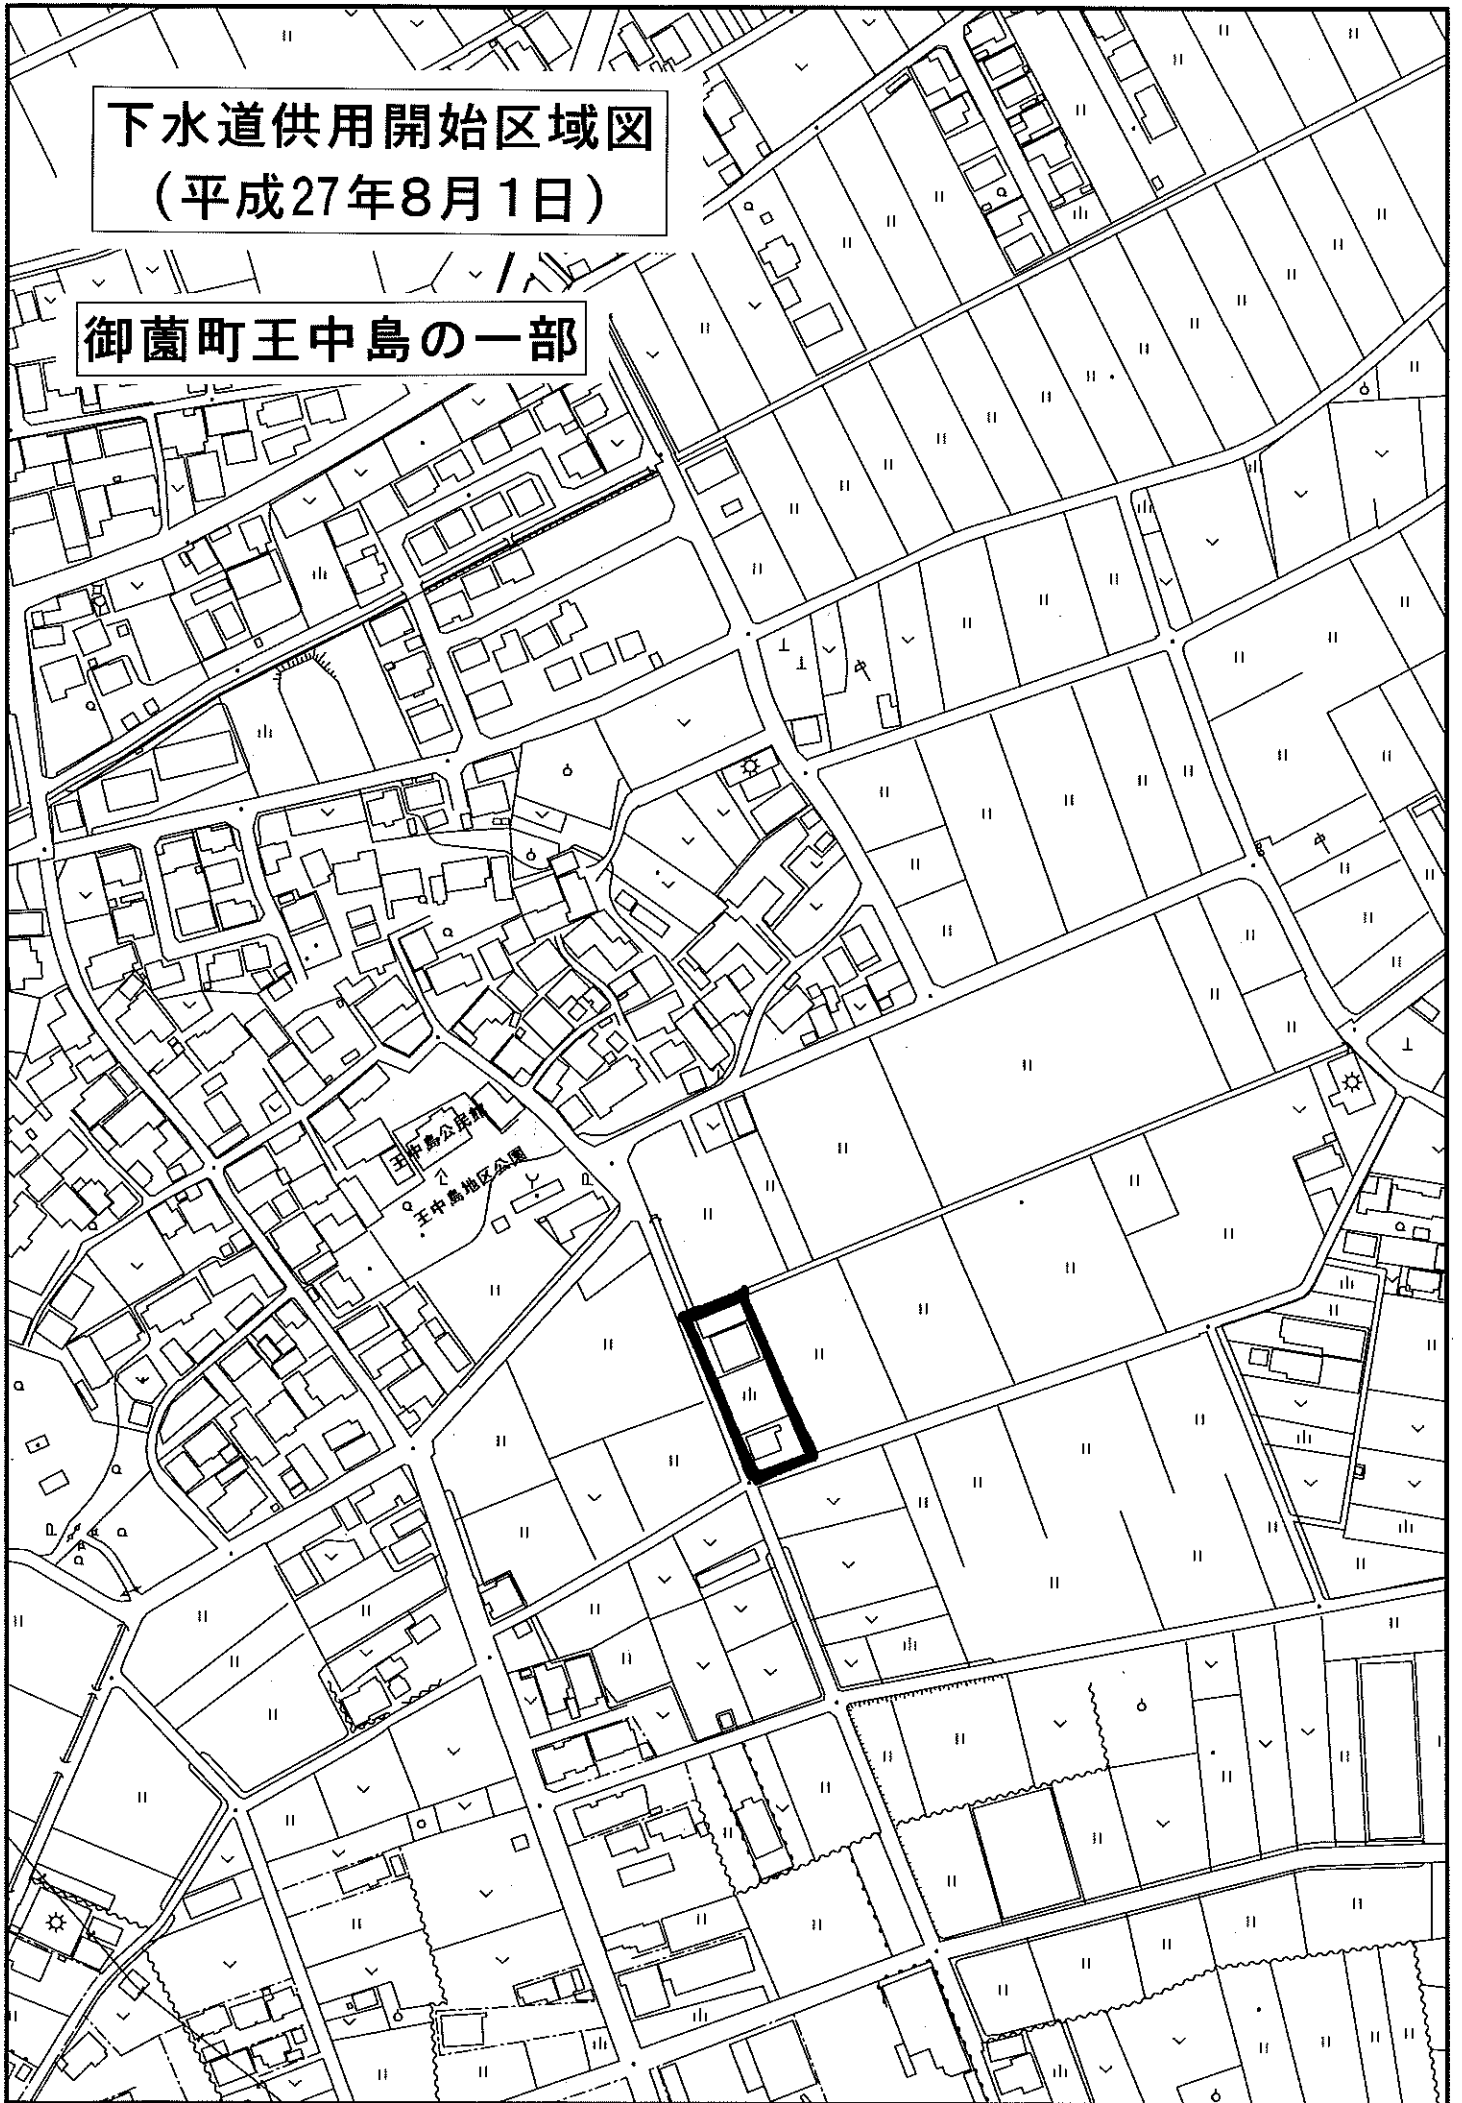 下水道供用開始区域図
(平成27年8月1日)
御薗町王中島の一部
王中島公民館
王中島地区公園